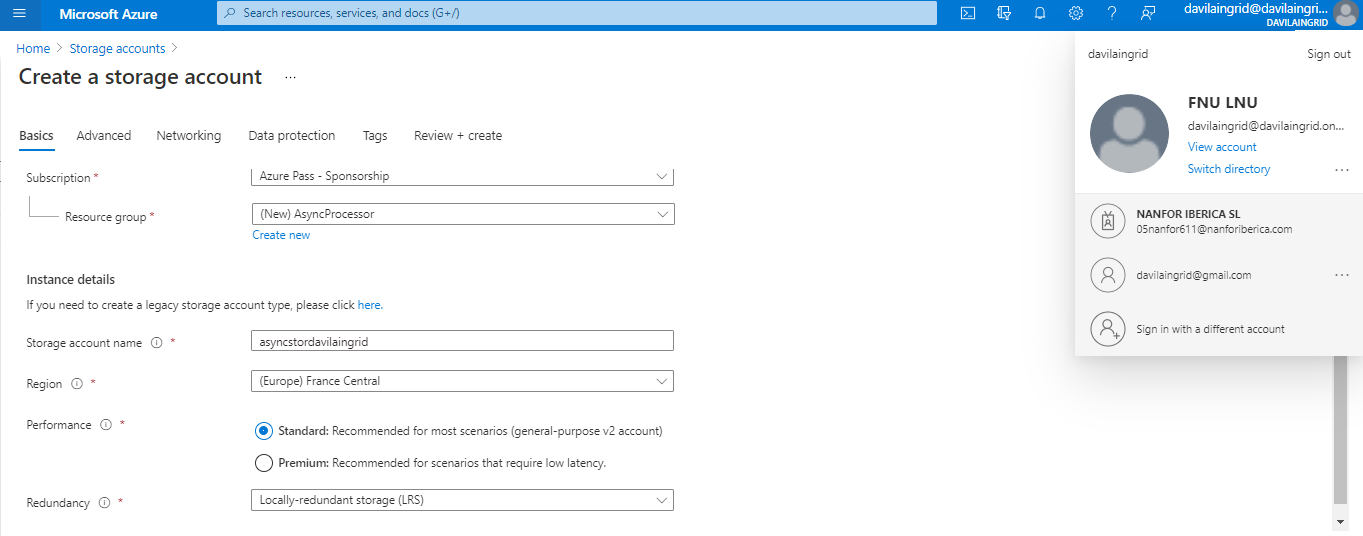 Microsoft Azure
Search resources, services, and docs (G+/)
davilaingrid@davilaingri...
DAVILAINGRID
Home > Storage accounts >
Create a storage account ...
Basics Advanced Networking Data protection Tags Review + create
Subscription *
Azure Pass - Sponsorship
Resource group *
(New) AsyncProcessor
Create new
Instance details
If you need to create a legacy storage account type, please click here.
Storage account name *
asyncstordavilaingrid
Region *
(Europe) France Central
Performance *
Standard: Recommended for most scenarios (general-purpose v2 account)
Premium: Recommended for scenarios that require low latency.
Redundancy *
Locally-redundant storage (LRS)
davilaingrid
Sign out
FNU LNU
davilaingrid@davilaingrid.on...
View account
Switch directory
...
NANFOR IBERICA SL
05nanfor611@nanforiberica.com
davilaingrid@gmail.com
...
Sign in with a different account